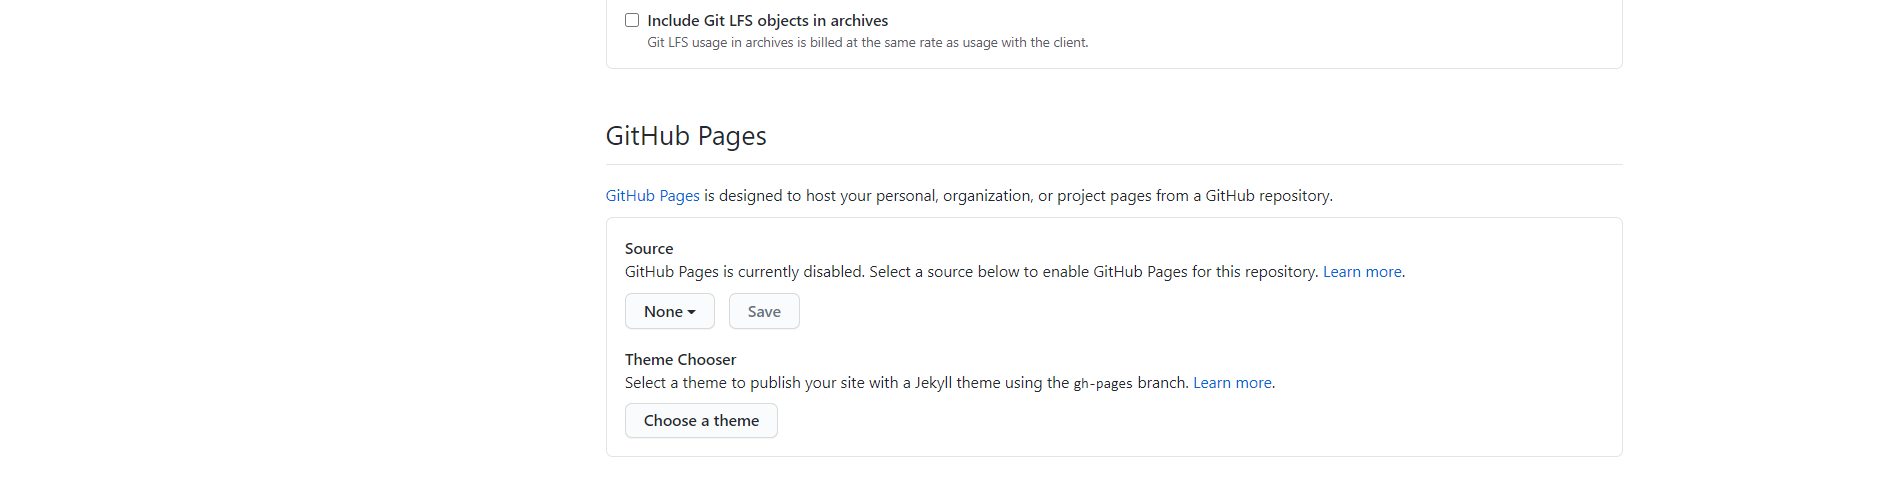 Include Git LFS objects in archives
Git LFS usage in archives is billed at the same rate as usage with the client.
GitHub Pages
GitHub Pages is designed to host your personal, organization, or project pages from a GitHub repository.
Source
GitHub Pages is currently disabled. Select a source below to enable GitHub Pages for this repository. Learn more.
None Save
Theme Chooser
Select a theme to publish your site with a Jekyll theme using the gh-pages branch. Learn more.
Choose a theme